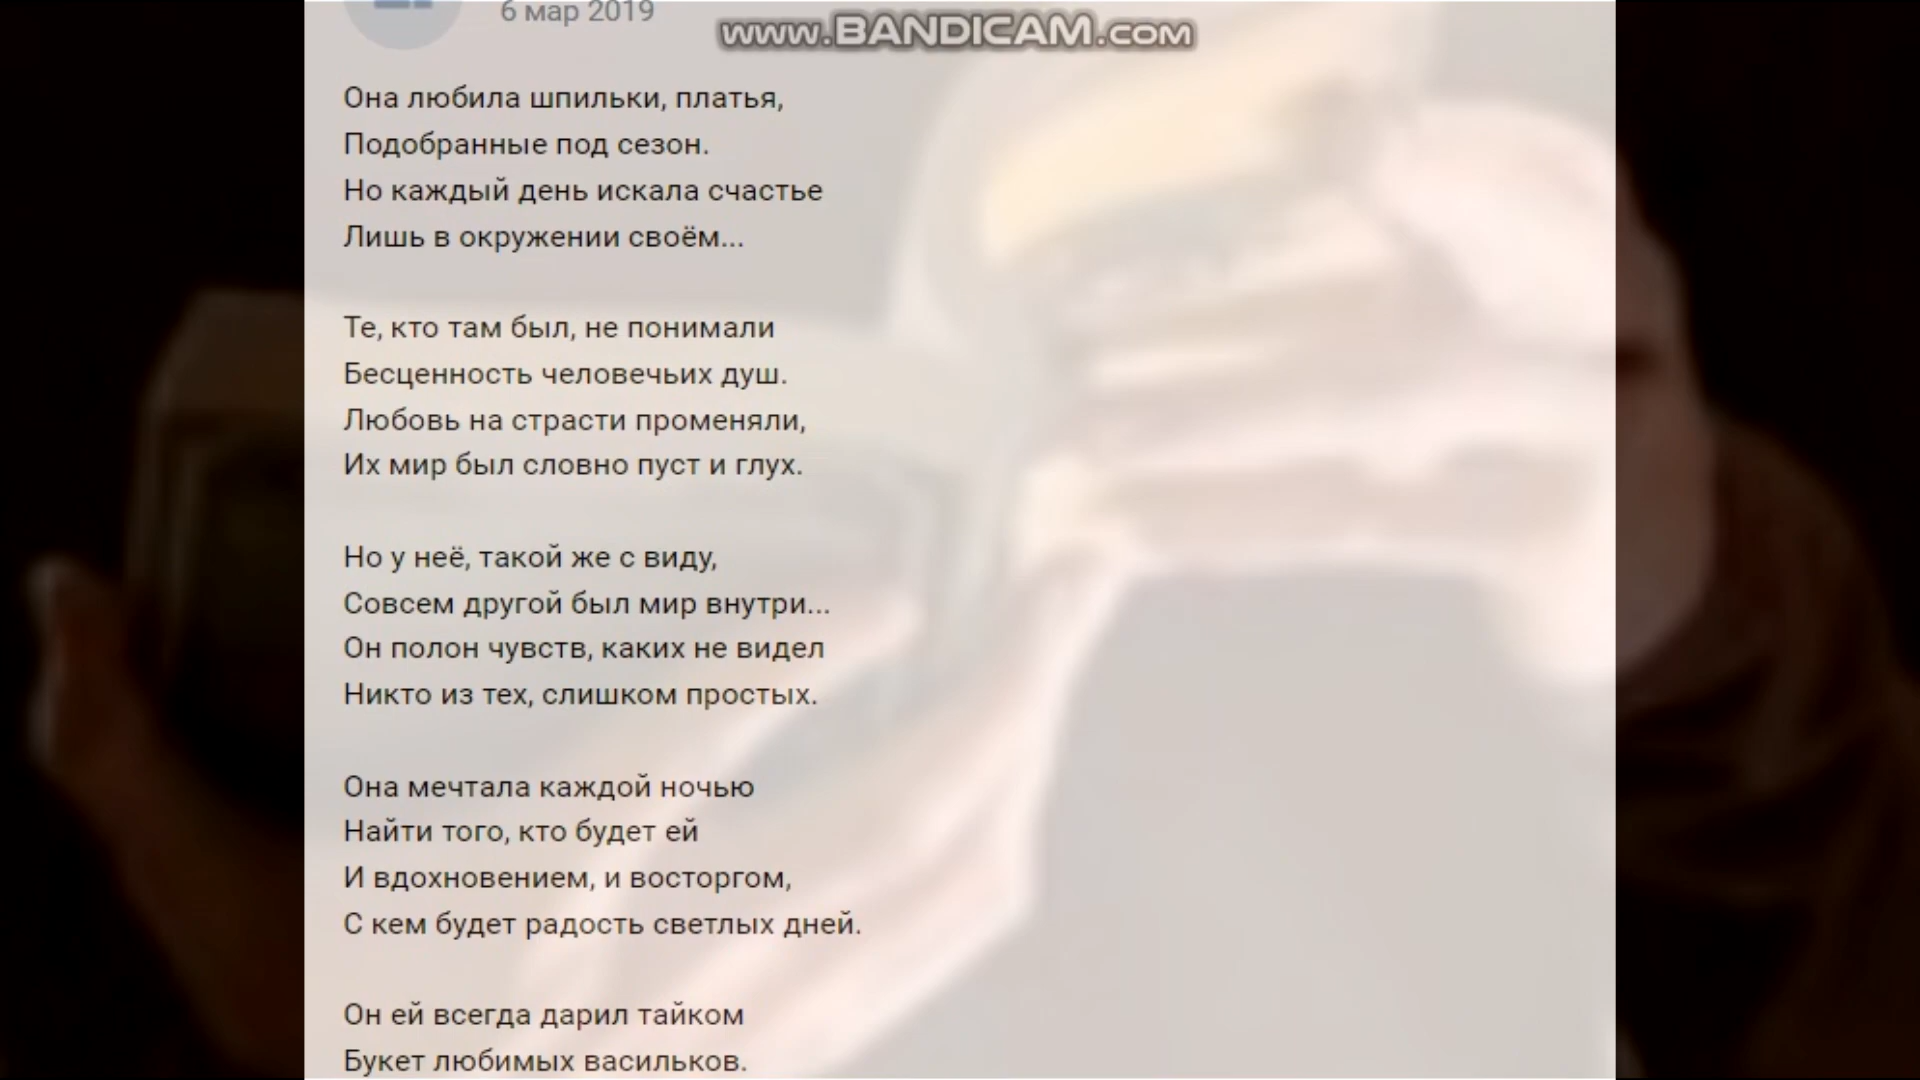 6 мар 2019
www.BANDICAM.com
Она любила шпильки, платья,
Подобранные под сезон.
Но каждый день искала счастье
Лишь в окружении своём...
Те, кто там был, не понимали
Бесценность человечьих душ.
Любовь на страсти променяли,
Их мир был словно пуст и глух.
Но у неё, такой же с виду,
Совсем другой был мир внутри...
Он полон чувств, каких не видел
Никто из тех, слишком простых.
Она мечтала каждой ночью
Найти того, кто будет ей
И вдохновением, и восторгом,
С кем будет радость светлых дней.
Он ей всегда дарил тайком
Букет любимых васильков.